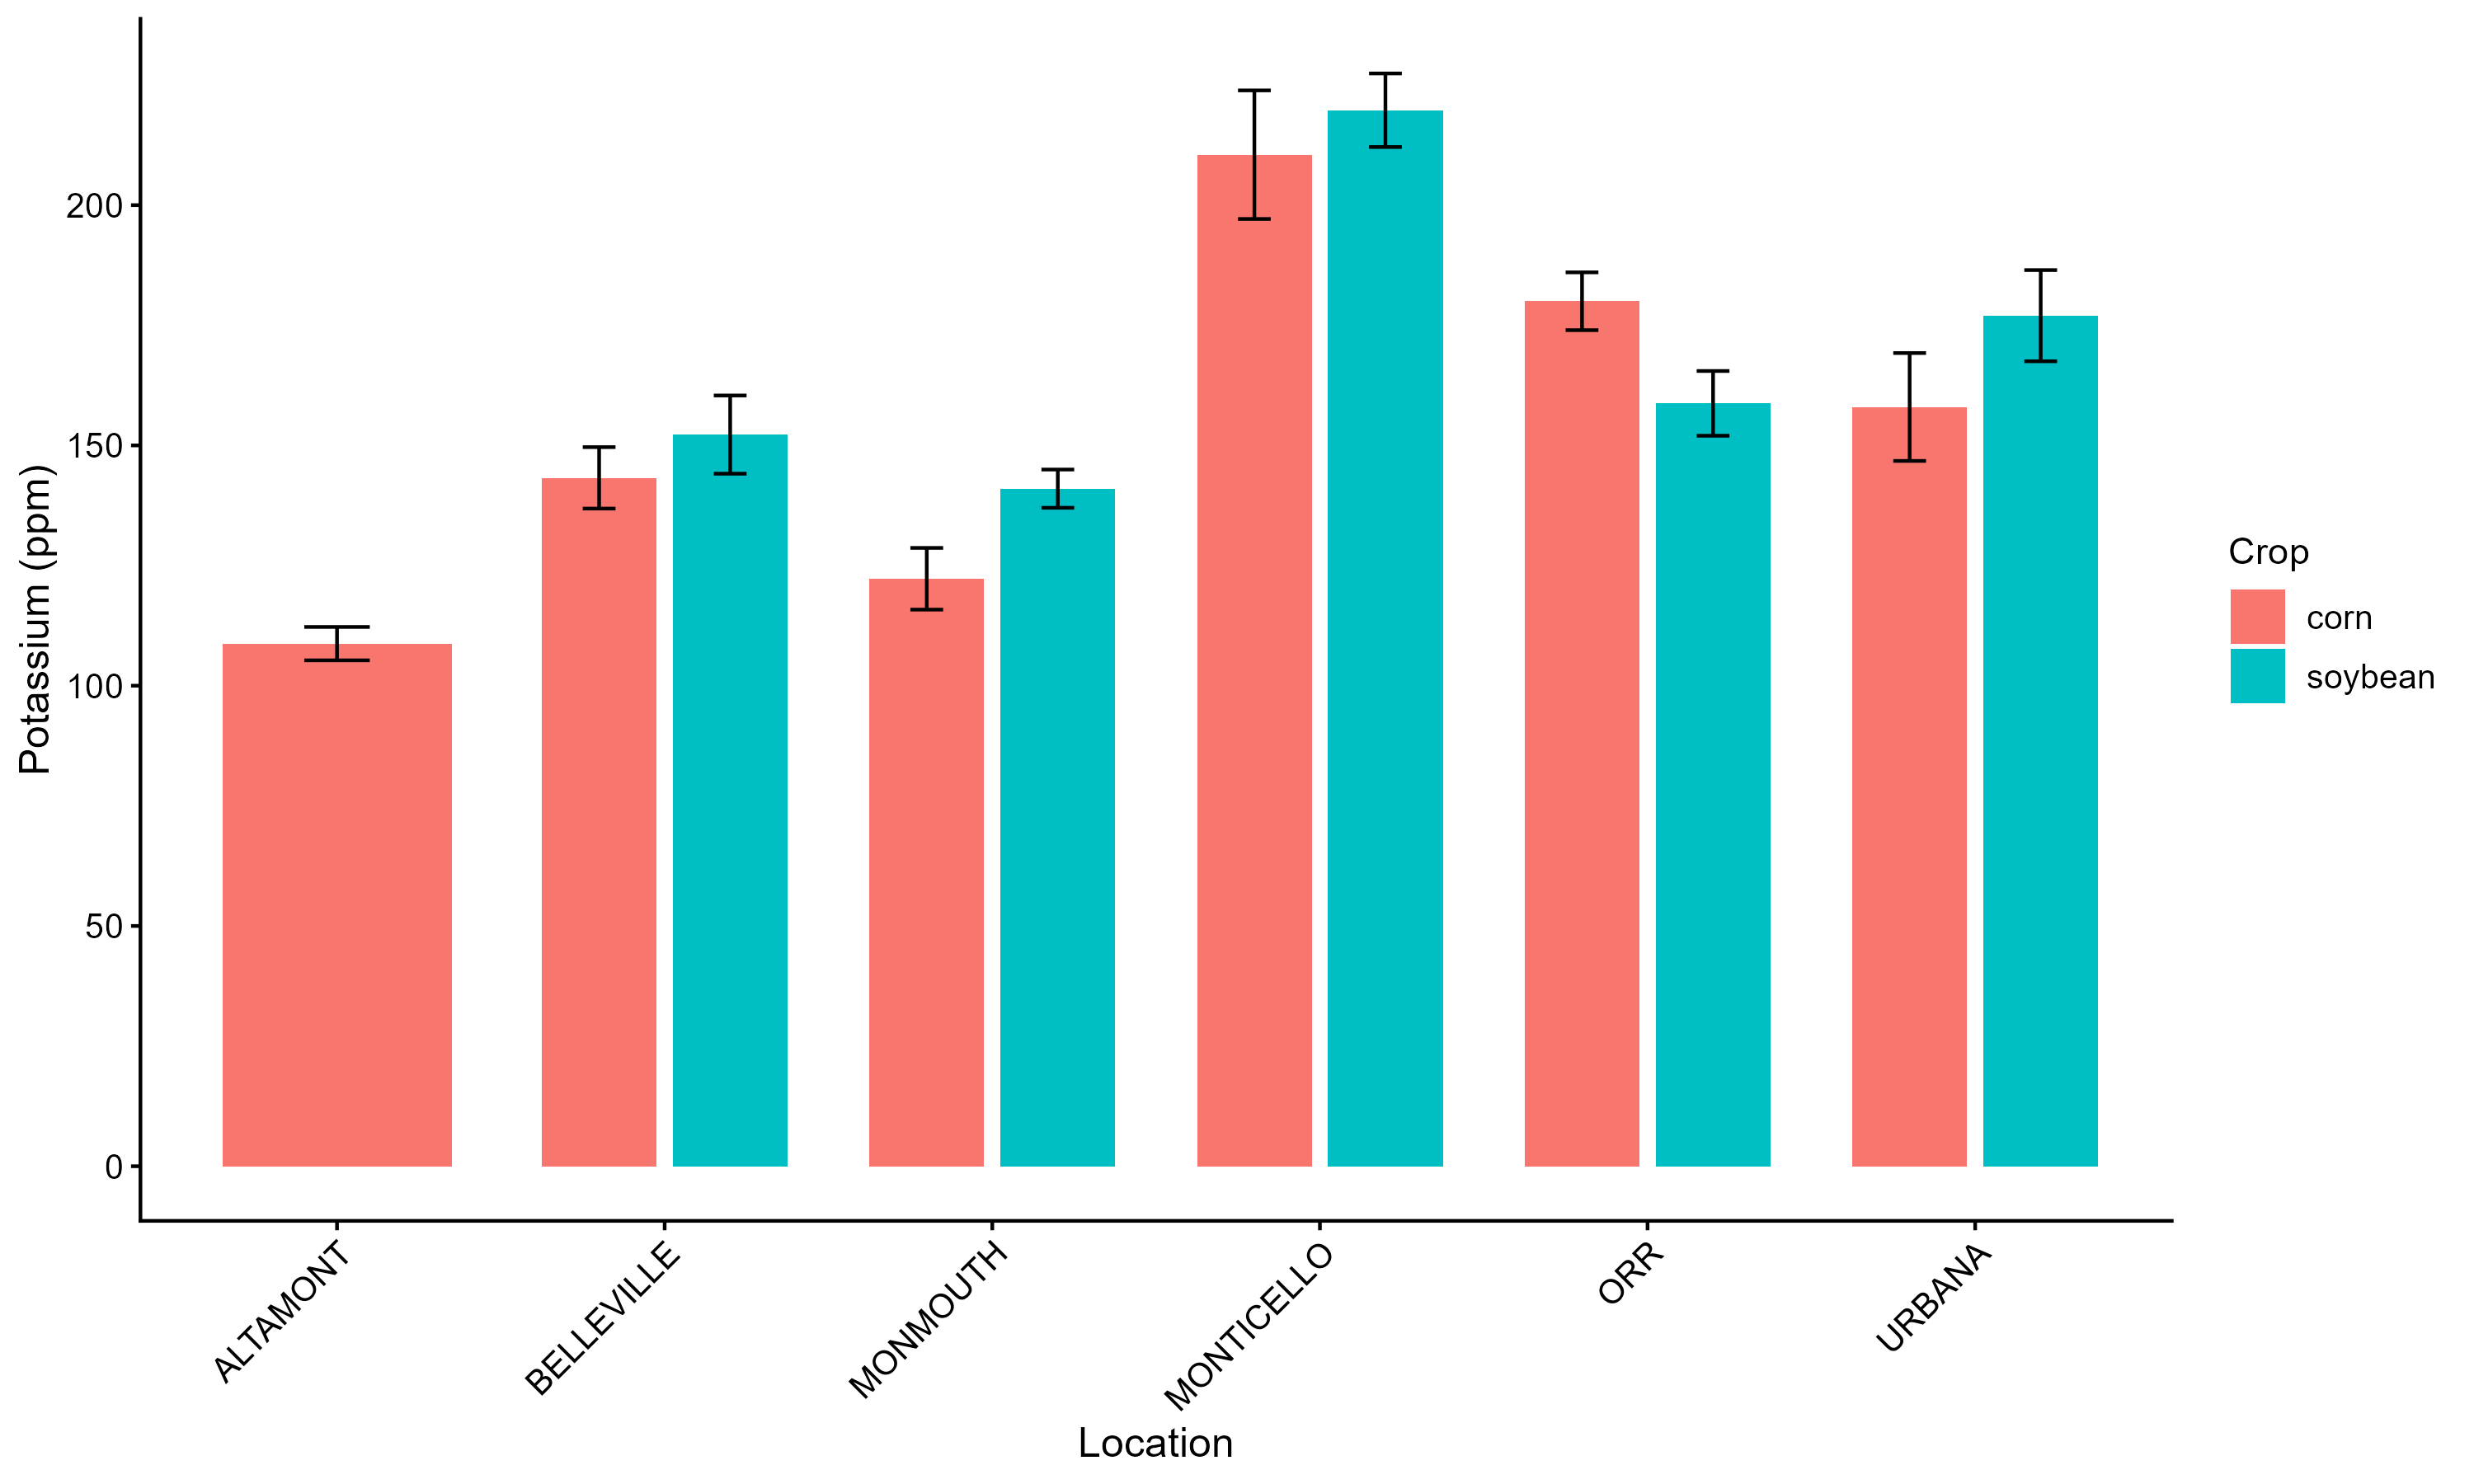 Potassium (ppm)
200
150
100
50
0
ALTAMONT
BELLEVILLE
MONMOUTH
MONTICELLO
ORR
URBANA
Location
Crop
corn
soybean